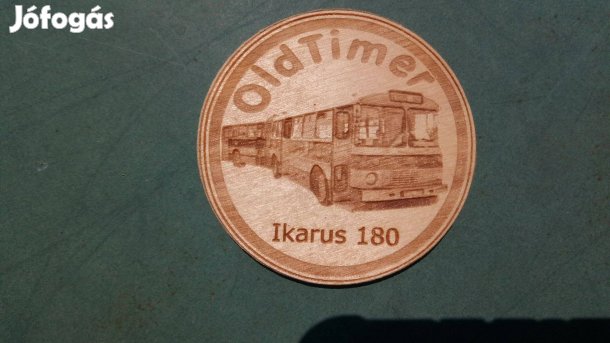 Jófogás
OldTimer
Ikarus 180